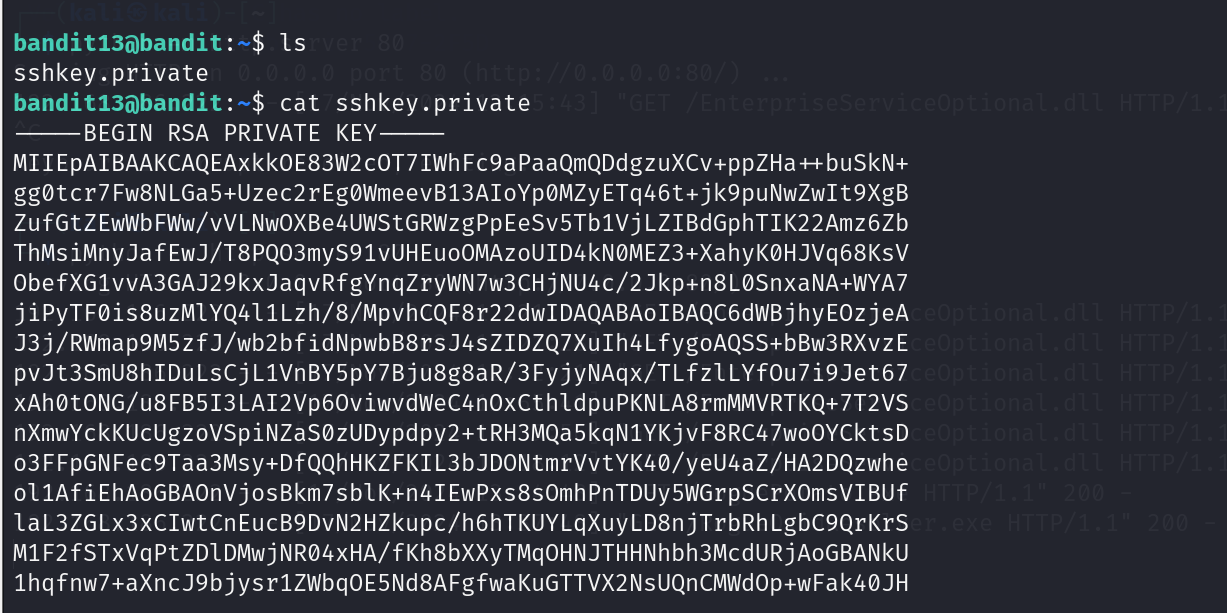 bandit13@bandit:~$ ls
sshkey.private
bandit13@bandit:~$ cat sshkey.private
-----BEGIN RSA PRIVATE KEY-----
MIIEpAIBAAKCAQEAxkkOE83W2cOT7IWhFc9aPaaQmQDdgzuXCv+ppZHa++buSkN+
gg0tcr7Fw8NLGa5+Uzec2rEg0WmeevB13AIoYp0MZyETq46t+jk9puNwZwIt9XgB
ZufGtZEwWbFWw/vVLNwOXBe4UWStGRWzgPpEeSv5Tb1VjLZIBdGphTIK22Amz6Zb
ThMsiMnyJafEwJ/T8PQO3myS91vUHEuoOMAzoUID4kN0MEZ3+XahyK0HJVq68KsV
ObefXG1vvA3GAJ29kxJaqvRfgYnqZryWN7w3CHjNU4c/2Jkp+n8L0SnxaNA+WYA7
jiPyTF0is8uzMlYQ4l1Lzh/8/MpvhCQF8r22dwIDAQABAoIBAQC6dWBjhyEOzjeA
J3j/RWmap9M5zfJ/wb2bfidNpwbB8rsJ4sZIDZQ7XuIh4LfygoAQSS+bBw3RXvzE
pvJt3SmU8hIDuLsCjL1VnBY5pY7Bju8g8aR/3FyjyNAqx/TLfzlLYfOu7i9Jet67
xAh0tONG/u8FB5I3LAI2Vp6OviwvdWeC4nOxCthldpuPKNLA8rmMMVRTKQ+7T2VS
nXmwYckKUcUgzoVSpiNZaS0zUDypdpy2+tRH3MQa5kqN1YKjvF8RC47woOYCktsD
o3FFpGNFec9Taa3Msy+DfQQhHKZFKIL3bJDONtmrVvtYK40/yeU4aZ/HA2DQzwhe
ol1AfiEhAoGBAOnVjosBkm7sblK+n4IEwPxs8sOmhPnTDUy5WGrpSCrXOmsVIBUf
laL3ZGLx3xCIwtCnEucB9DvN2HZkupc/h6hTKUYLqXuyLD8njTrbRhLgbC9QrKrS
M1F2fSTxVqPtZDlDMwjNR04xHA/fKh8bXXyTMqOHNJTHHNhbh3McdURjAoGBANkU
1hqfnw7+aXncJ9bjysr1ZWbqOE5Nd8AFgfwaKuGTTVX2NsUQnCMWdOp+wFak40JH